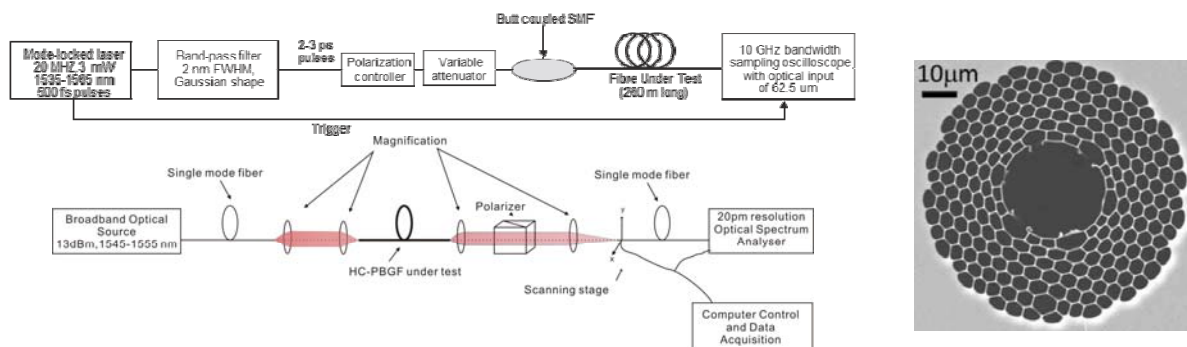 Butt coupled SMF
Mode-locked laser
20 MHZ,3 mW
1535-1565 nm
500 fs pulses
Band-pass filter
2 nm FWHM,
Gaussian shape
2-3 ps
pulses
Polarization
controller
Variable
attenuator
Fibre Under Test
(260 m long)
10 GHz bandwidth
sampling oscilloscope
with optical input
of 62.5 um
Trigger
10µm
Magnification
Single mode fiber
Single mode fiber
Polarizer
Broadband Optical
Source
13dBm,1545-1555 nm
HC-PBGF under test
Y
X
Scanning stage
20pm resolution
Optical Spectrum
Analyser
Computer Control
and Data
Acquisition